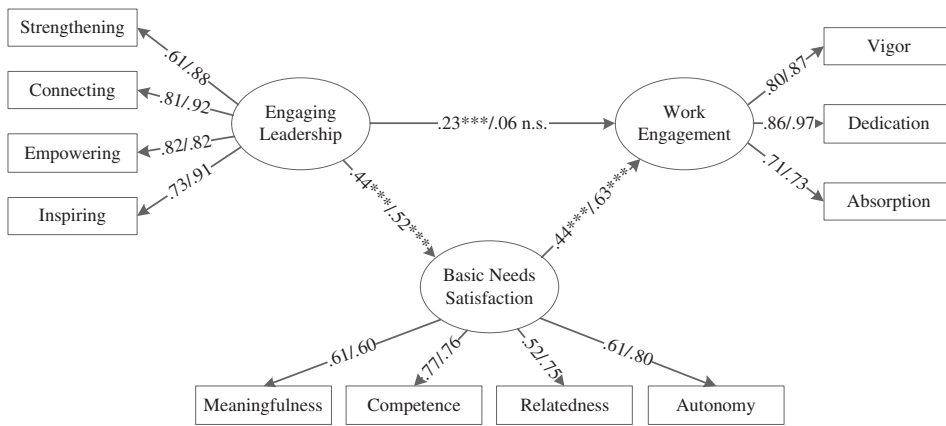 Strengthening
Connecting
Empowering
Inspiring
.61/.88
.81/.92
.82/.82
.73/.91
Engaging
Leadership
.23***/.06 n.s.
Work
Engagement
.80/.87
.86/.97
.71/.73
Vigor
Dedication
Absorption
.44***/.52***
.44***/.63***
Basic Needs
Satisfaction
.61/.60
.77/.76
.52/.75
.61/.80
Meaningfulness
Competence
Relatedness
Autonomy